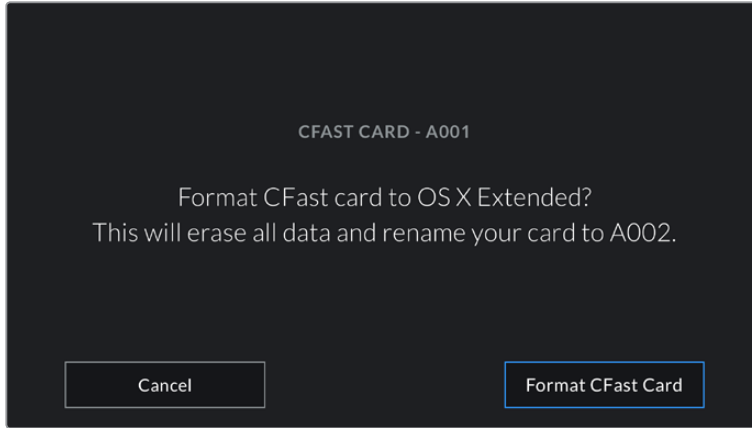 CFAST CARD - A001
Format CFast card to OS X Extended?
This will erase all data and rename your card to A002.
Cancel
Format CFast Card